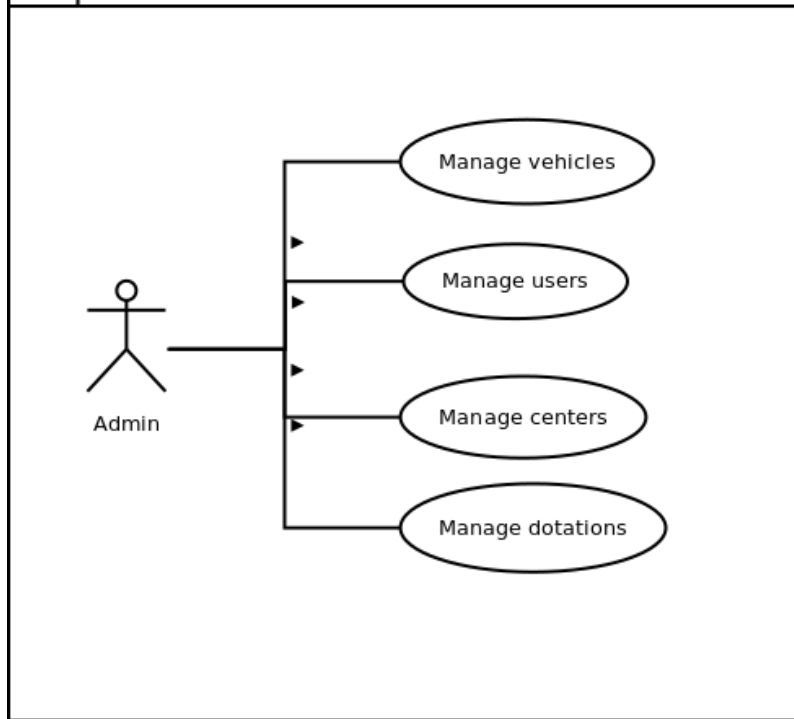 Manage vehicles
Manage users
Manage centers
Admin
Manage dotations